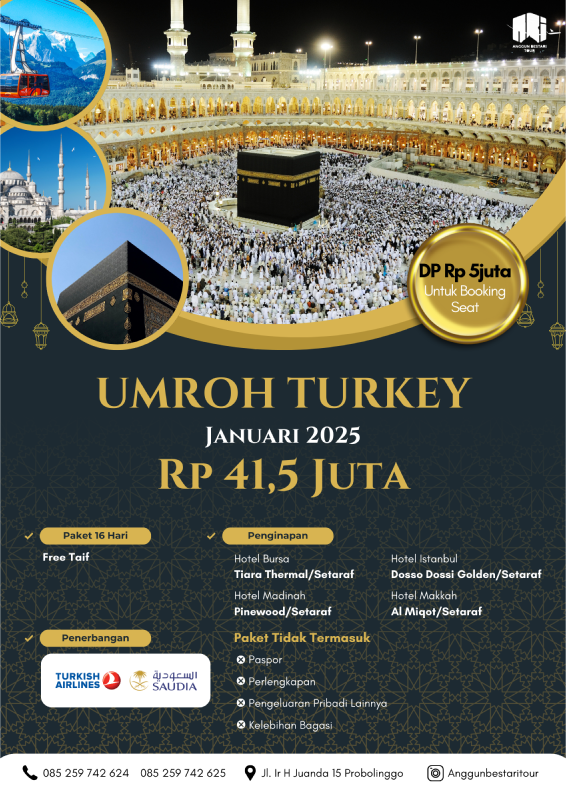 ANGGUN BESTARI
TOUR
DP Rp 5juta
Untuk Booking
Seat
UMROH TURKEY
JANUARI 2025
RP 41,5 JUTA
Paket 16 Hari
Free Taif
Penginapan
Hotel Bursa
Tiara Thermal/Setaraf
Hotel Istanbul
Dosso Dossi Golden/Setaraf
Hotel Madinah
Pinewood/Setaraf
Hotel Makkah
Al Miqot/Setaraf
Penerbangan
TURKISH
AIRLINES
السعودية
SAUDIA
Paket Tidak Termasuk
Paspor
Perlengkapan
Pengeluaran Pribadi Lainnya
Kelebihan Bagasi
085 259 742 624 085 259 742 625
Jl. Ir H Juanda 15 Probolinggo
Anggunbestaritour